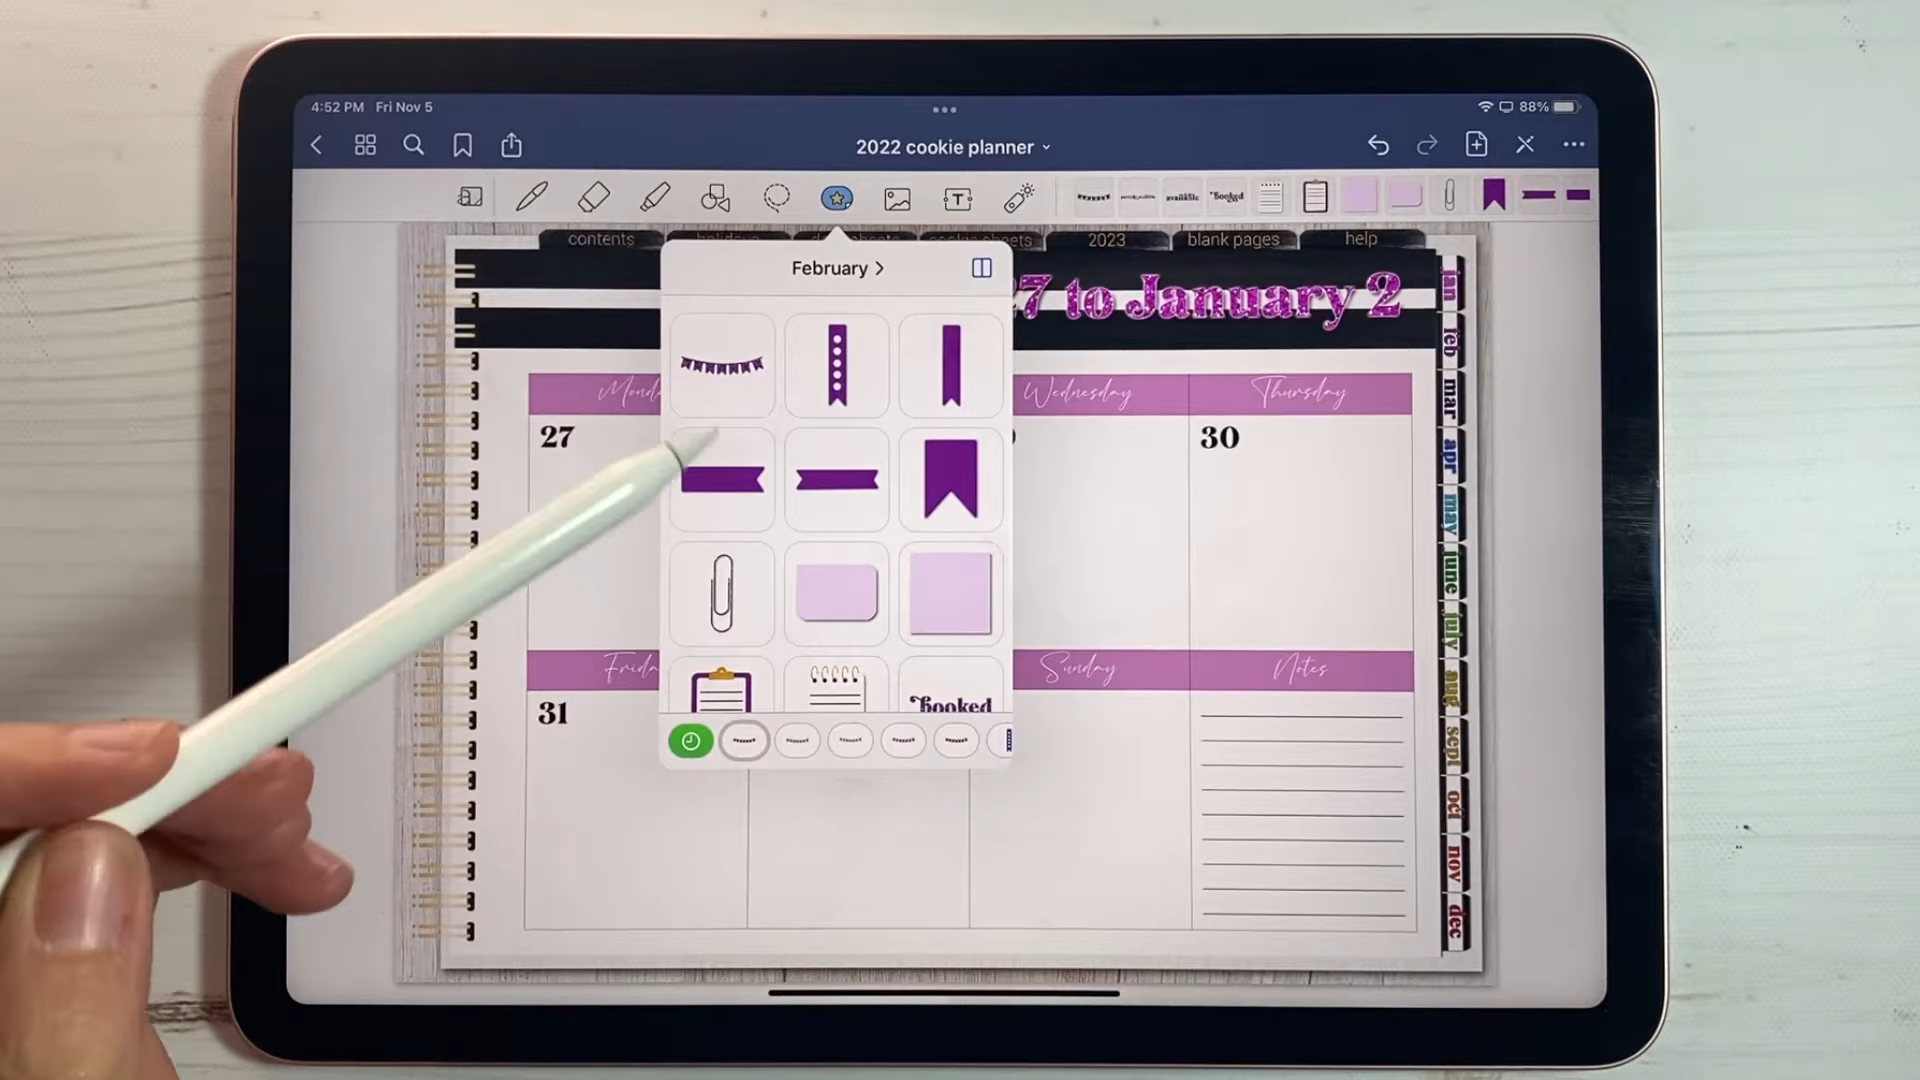 4:52 PM Fri Nov 5
88%
2022 cookie planner
T
available
Booked
contents
2023
blank pages
help
February
27 to January 2
Wednesday
Thursday
27
30
Sunday
Notes
31
Booked
jan
feb
mar
apr
may
june
july
aug
sept
oct
nov
dec